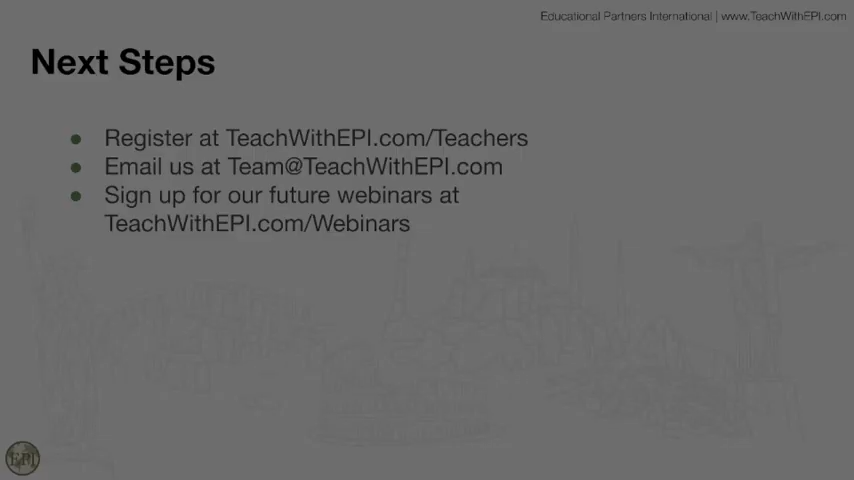 Educational Partners International | www.TeachWithEPI.com
Next Steps
● Register at TeachWithEPI.com/Teachers
● Email us at Team@TeachWithEPI.com
● Sign up for our future webinars at
TeachWithEPI.com/Webinars
EPI